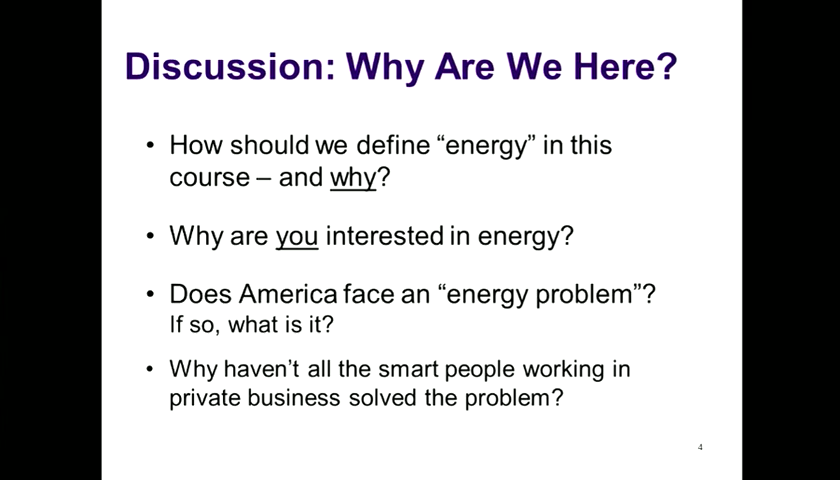 Discussion: Why Are We Here?
• How should we define “energy” in this
course – and why?
• Why are you interested in energy?
• Does America face an “energy problem”?
If so, what is it?
• Why haven’t all the smart people working in
private business solved the problem?
4